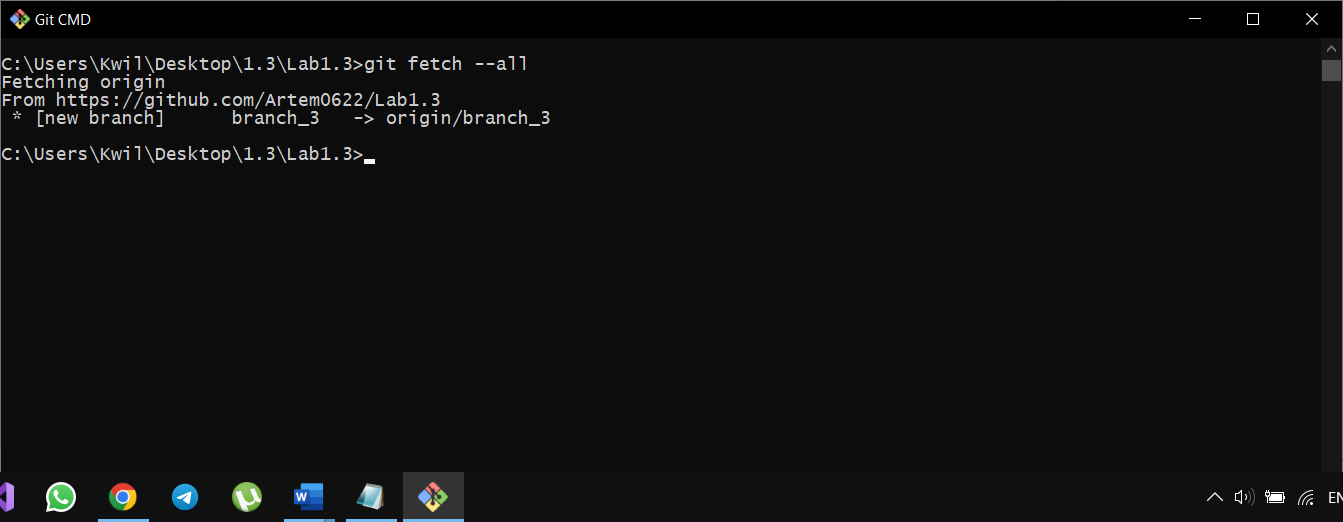 Git CMD
C:\Users\Kwil\Desktop\1.3\Lab1.3>git fetch --all
Fetching origin
From https://github.com/Artem0622/Lab1.3
 * [new branch]      branch_3   -> origin/branch_3
C:\Users\Kwil\Desktop\1.3\Lab1.3>
W
EN